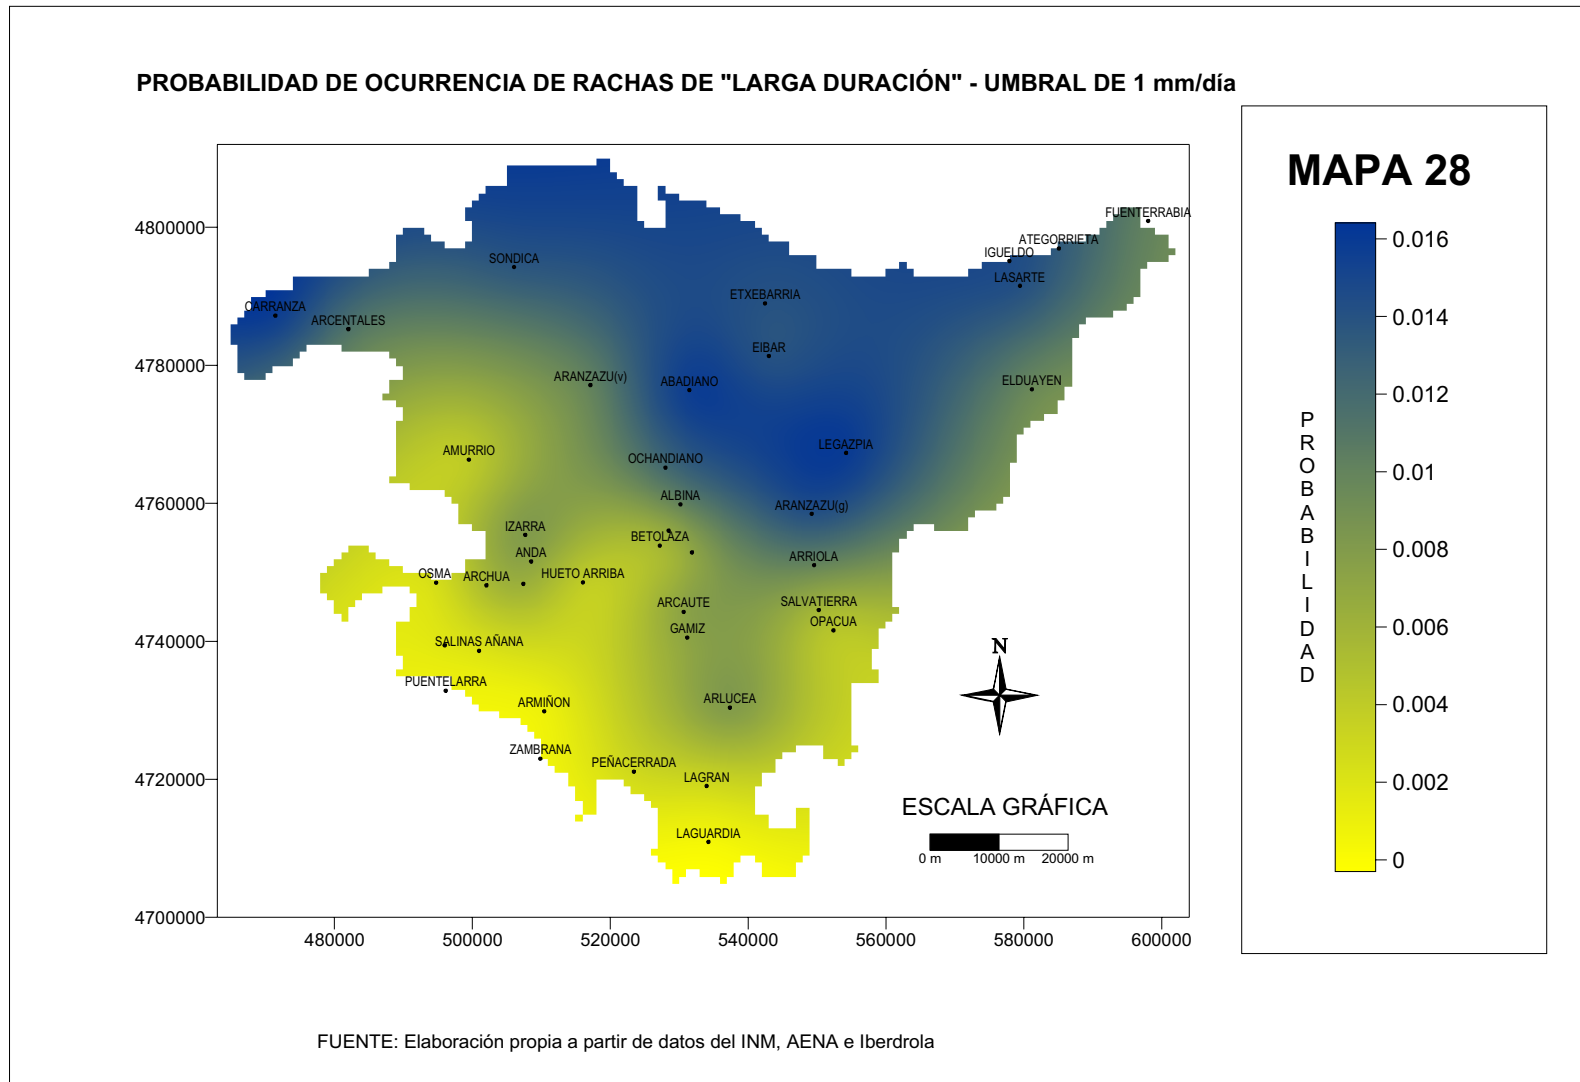 PROBABILIDAD DE OCURRENCIA DE RACHAS DE "LARGA DURACIÓN" - UMBRAL DE 1 mm/día
MAPA 28
4800000
4780000
4760000
4740000
4720000
4700000
480000
500000
520000
540000
560000
580000
600000
FUENTERRABIA
ATEGORRIETA
IGUELDO
LASARTE
SONDICA
ETXEBARRIA
CARRANZA
ARCENTALES
EIBAR
ARANZAZU(v)
ABADIANO
ELDUAYEN
AMURRIO
OCHANDIANO
LEGAZPIA
ALBINA
ARANZAZU(g)
IZARRA
BETOLAZA
ANDA
ARRIOLA
OSMA
ARCHUA
HUETO ARRIBA
ARCAUTE
SALVATIERRA
GAMIZ
OPACUA
SALINAS AÑANA
PUENTELARRA
ARMIÑON
ARLUCEA
ZAMBRANA
PEÑACERRADA
LAGRAN
LAGUARDIA
N
ESCALA GRÁFICA
0 m 10000 m 20000 m
PROBABILIDAD
0.016
0.014
0.012
0.01
0.008
0.006
0.004
0.002
0
FUENTE: Elaboración propia a partir de datos del INM, AENA e Iberdrola